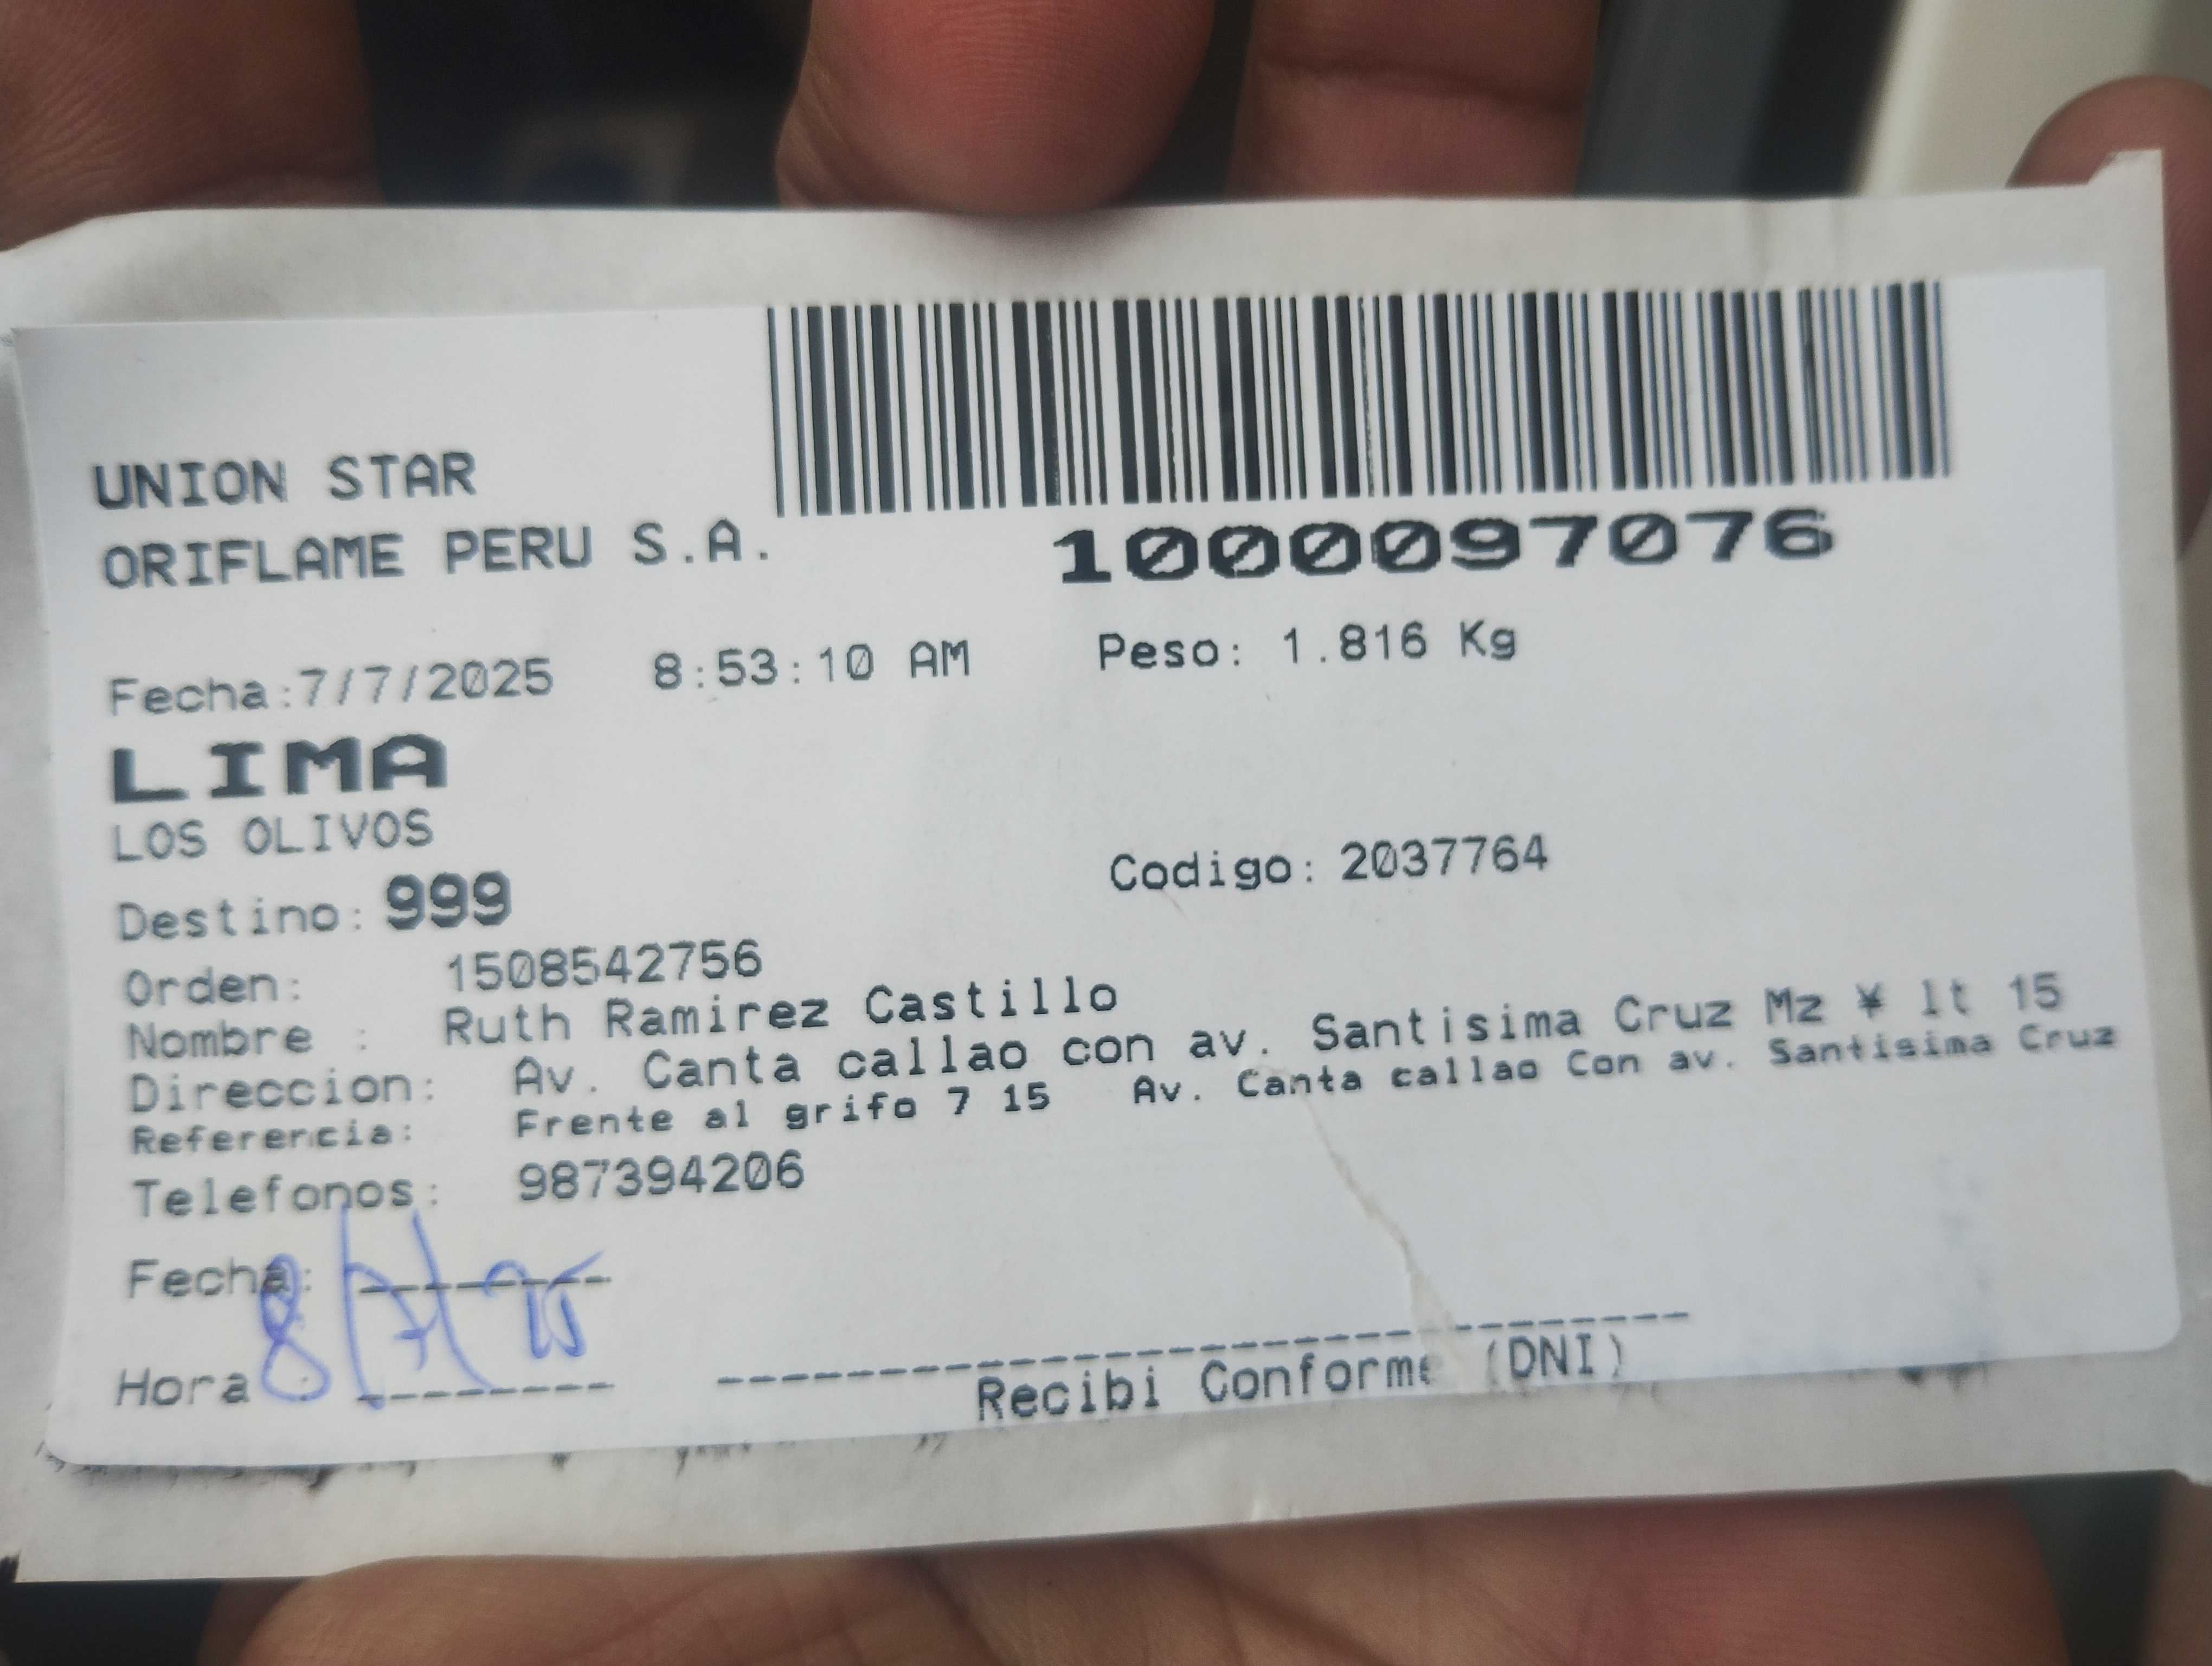 UNION STAR
ORIFLAME PERU S.A.
1000097076
Fecha:7/7/2025 8:53:10 AM Peso: 1.816 Kg
LIMA
LOS OLIVOS
Codigo: 2037764
Destino: 999
Orden: 1508542756
Nombre : Ruth Ramirez Castillo
Direccion: Av. Canta callao con av. Santisima Cruz Mz ¥ lt 15
Referencia: Frente al grifo 7 15 Av. Canta callao Con av. Santisima Cruz
Telefonos: 987394206
Fecha: 8/7/25
Hora :
Recibi Conforme (DNI)